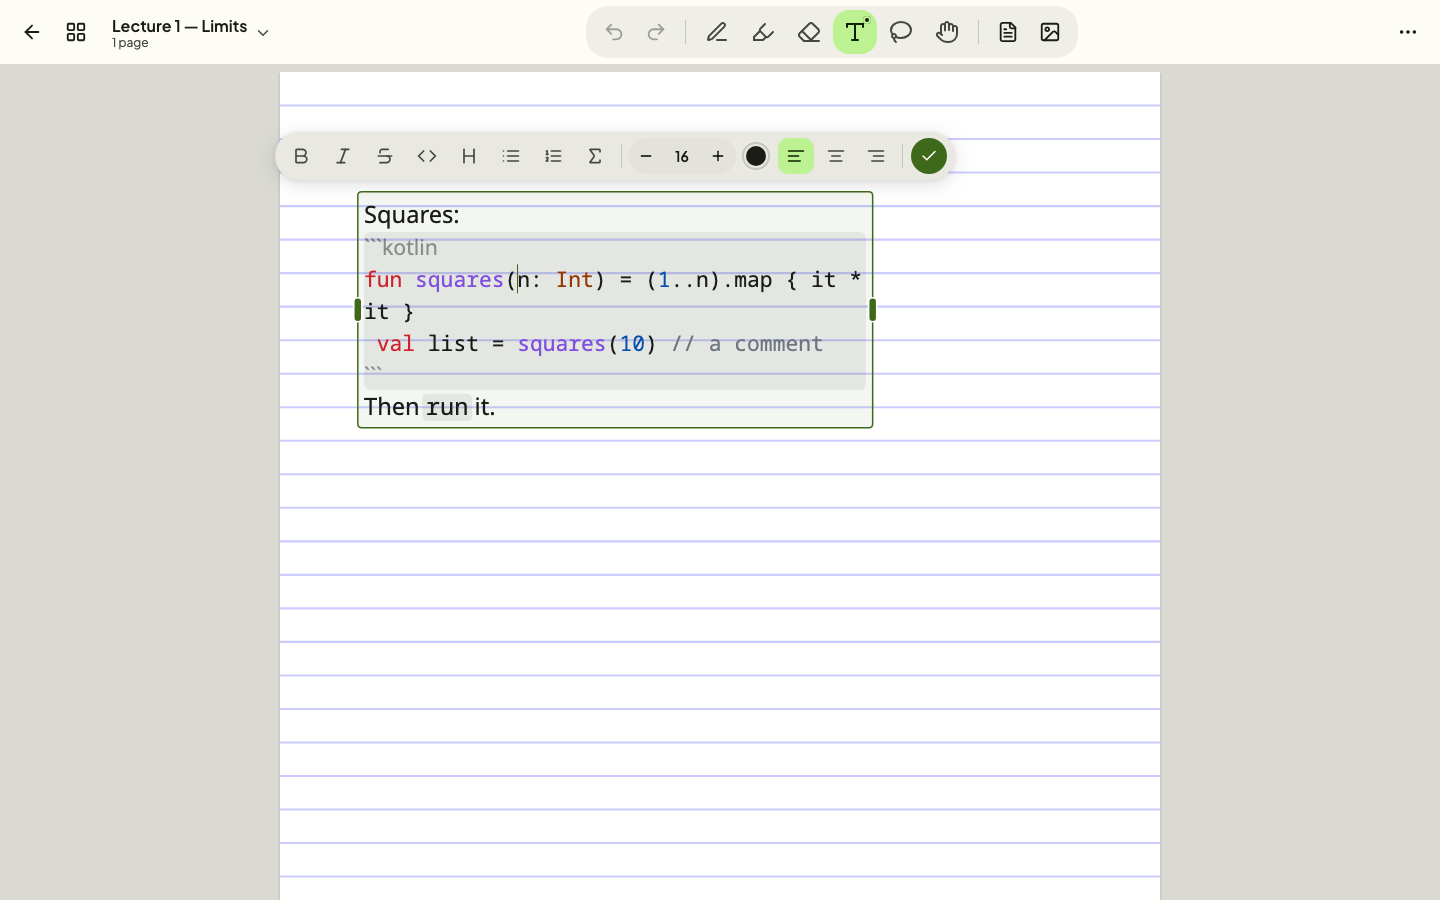 Lecture 1 — Limits
1 page
16
Squares:
```kotlin
fun squares(n: Int) = (1..n).map { it *
it }
 val list = squares(10) // a comment
```
Then run it.